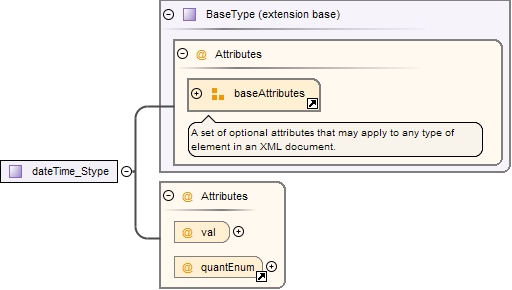 BaseType (extension base)
@ Attributes
baseAttributes
A set of optional attributes that may apply to any type of
element in an XML document.
dateTime_Stype
@ Attributes
@ val
@ quantEnum